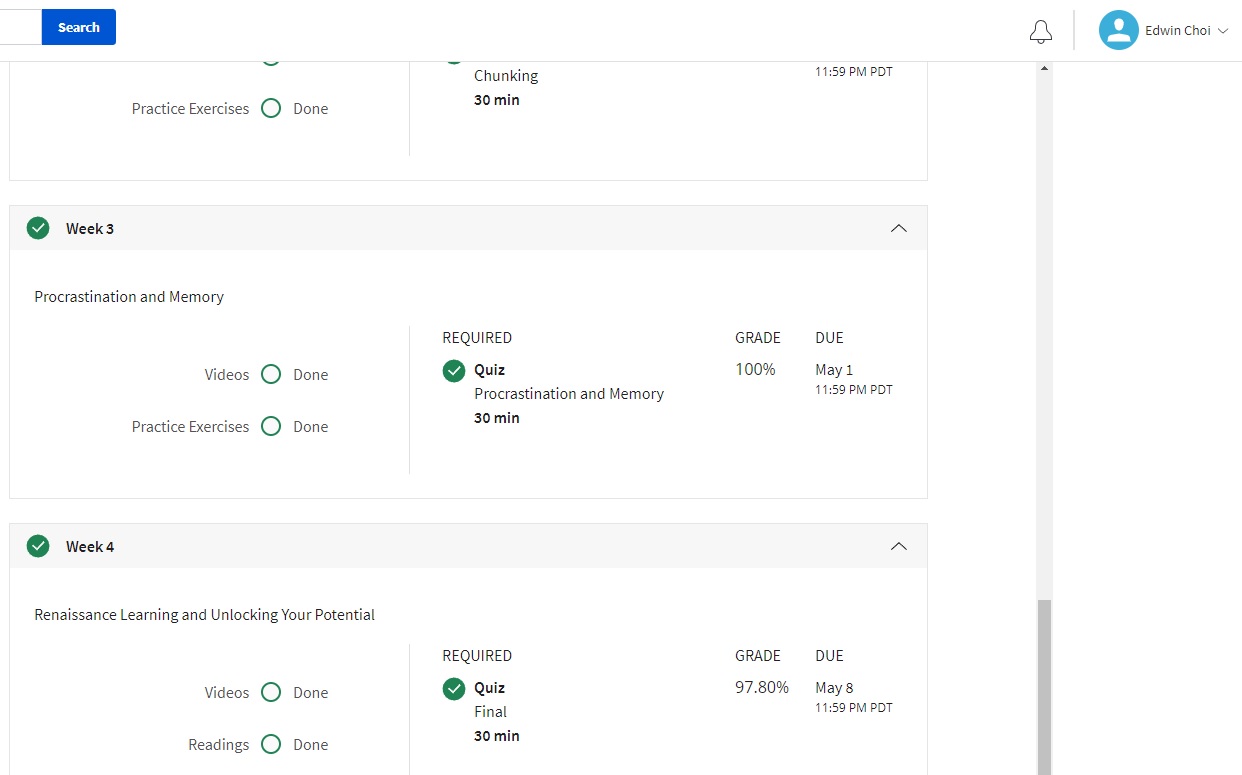 Search
Edwin Choi
Chunking
11:59 PM PDT
30 min
Practice Exercises Done
Week 3
Procrastination and Memory
REQUIRED GRADE DUE
Videos Done
Quiz 100% May 1
Procrastination and Memory 11:59 PM PDT
30 min
Practice Exercises Done
Week 4
Renaissance Learning and Unlocking Your Potential
REQUIRED GRADE DUE
Videos Done
Quiz 97.80% May 8
Final 11:59 PM PDT
30 min
Readings Done